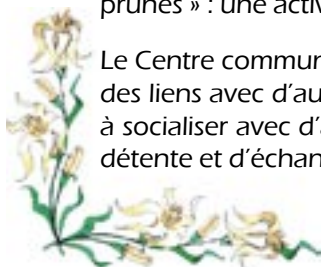 prunes » : une activ
Le Centre commun
des liens avec d'au
à socialiser avec d'a
détente et d'échan